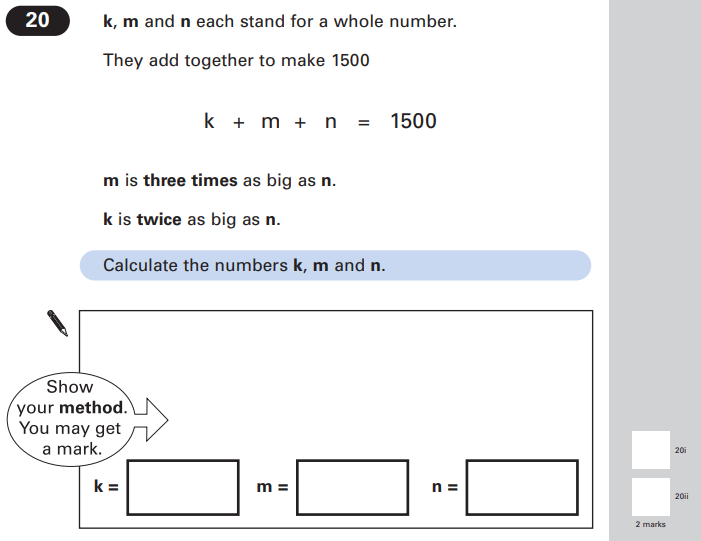 20
k, m and n each stand for a whole number.
They add together to make 1500
k + m + n = 1500
m is three times as big as n.
k is twice as big as n.
Calculate the numbers k, m and n.
Show
your method.
You may get
a mark.
k =
m =
n =
20i
20ii
2 marks